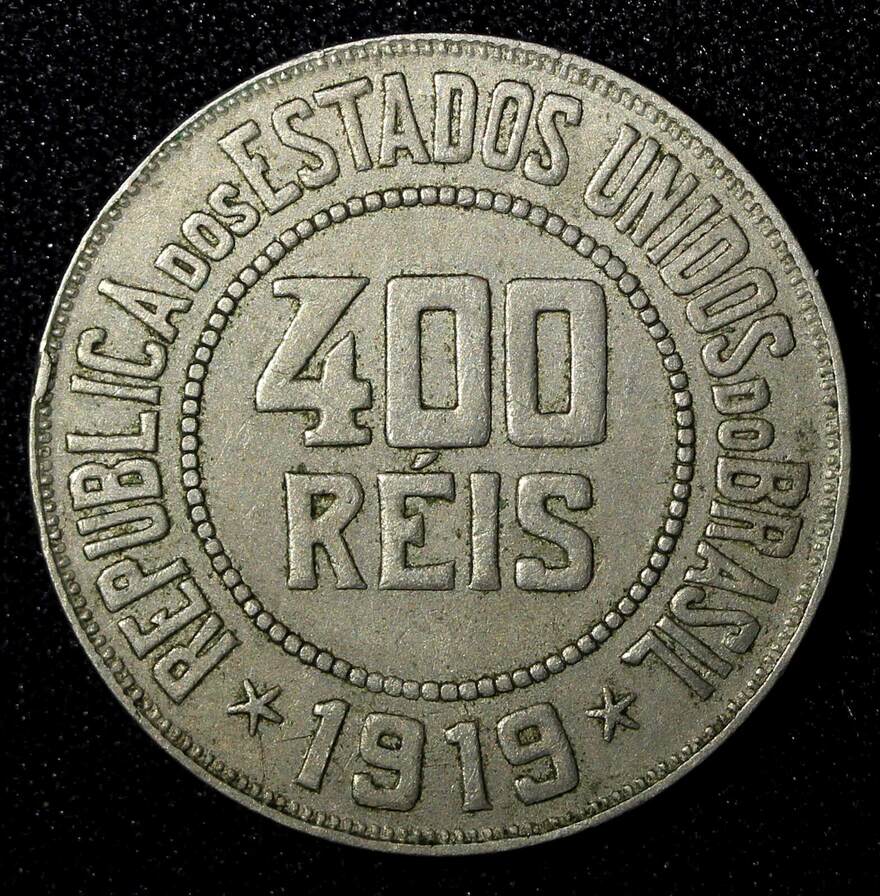 REPUBLICA DOS ESTADOS UNIDOS DO BRASIL
400
RÉIS
1919